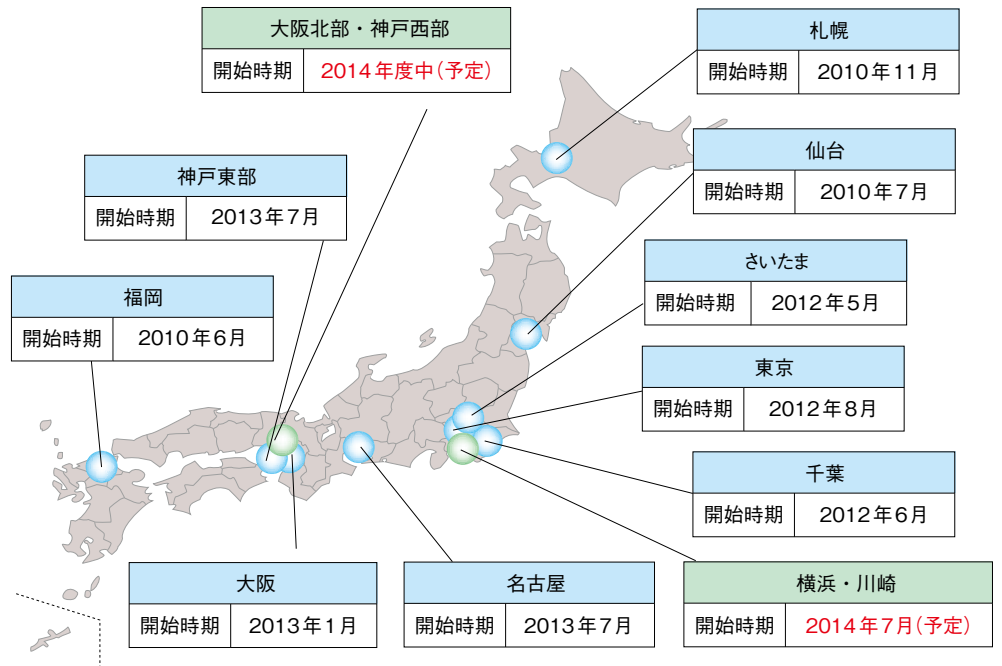 大阪北部・神戸西部
開始時期 2014年度中(予定)
札幌
開始時期 2010年11月
仙台
開始時期 2010年7月
神戸東部
開始時期 2013年7月
さいたま
開始時期 2012年5月
福岡
開始時期 2010年6月
東京
開始時期 2012年8月
千葉
開始時期 2012年6月
大阪
開始時期 2013年1月
名古屋
開始時期 2013年7月
横浜・川崎
開始時期 2014年7月(予定)